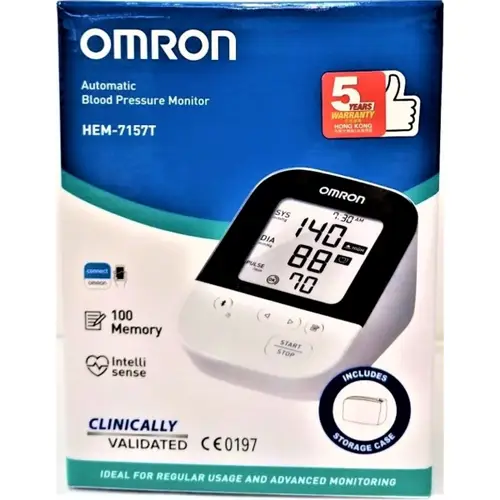 OMRON
Automatic
Blood Pressure Monitor
HEM-7157T
5
YEARS
WARRANTY
HONG KONG
OMRON
7:30 AM
SYS
140
DIA
88
PULSE
70
OK
START
STOP
connect
omron
100
Memory
Intelli
sense
INCLUDES
STORAGE CASE
CLINICALLY
VALIDATED
CE0197
IDEAL FOR REGULAR USAGE AND ADVANCED MONITORING